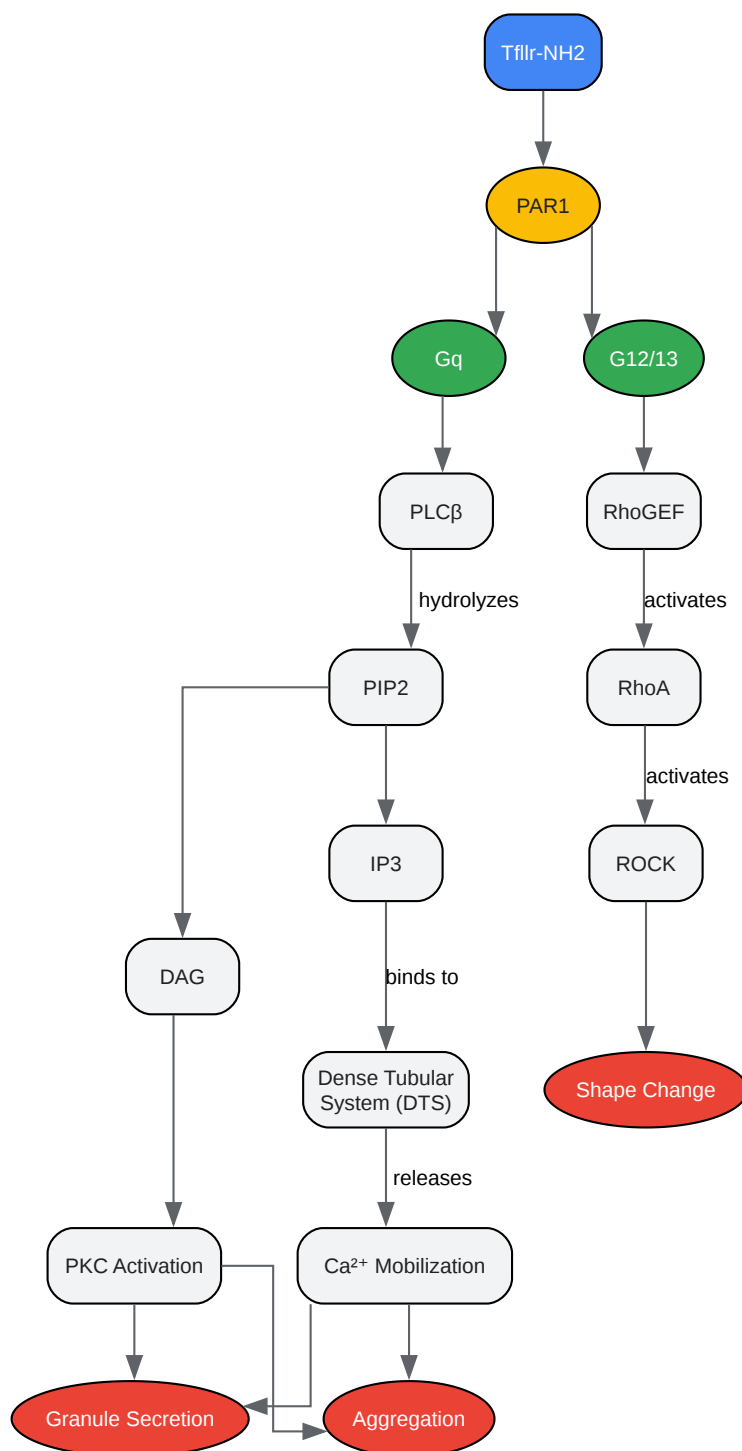 Tfllr-NH2
PAR1
Gq
G12/13
PLCβ
RhoGEF
hydrolyzes
activates
PIP2
RhoA
activates
IP3
ROCK
DAG
binds to
Dense Tubular
System (DTS)
Shape Change
releases
PKC Activation
Ca²⁺ Mobilization
Granule Secretion
Aggregation